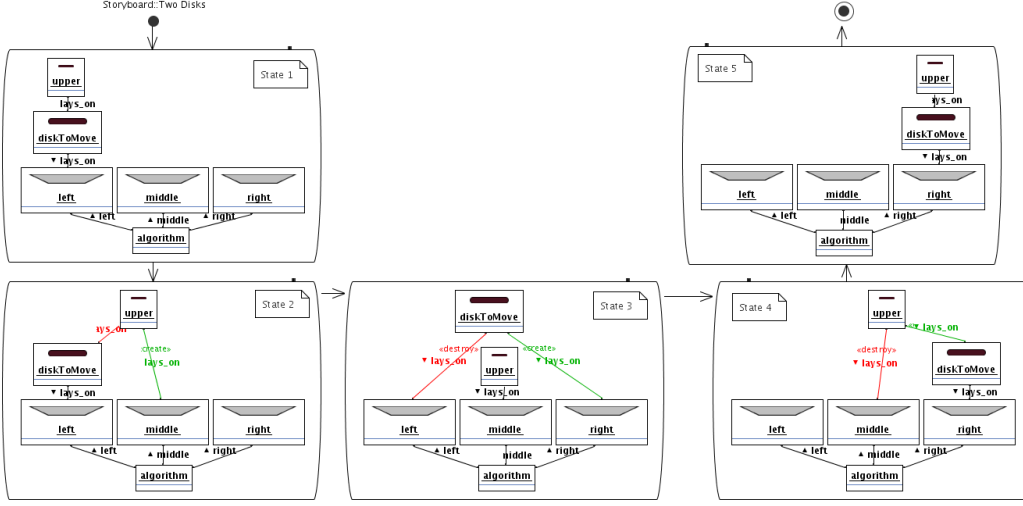 Storyboard::Two Disks
State 1
upper
lays_on
diskToMove
▼ lays_on
left
middle
right
▲ left
▲ middle
▲ right
algorithm
State 2
upper
«create»
lays_on
diskToMove
▼ lays_on
left
middle
right
▲ left
▲ middle
▲ right
algorithm
State 3
diskToMove
«destroy»
▼ lays_on
«create»
▼ lays_on
upper
▼ lays_on
left
middle
right
▲ left
middle
▲ right
algorithm
State 4
upper
▼ lays_on
«destroy»
▼ lays_on
diskToMove
▼ lays_on
left
middle
right
▲ left
▲ middle
▲ right
algorithm
State 5
upper
diskToMove
▼ lays_on
left
middle
right
▲ left
middle
▲ right
algorithm